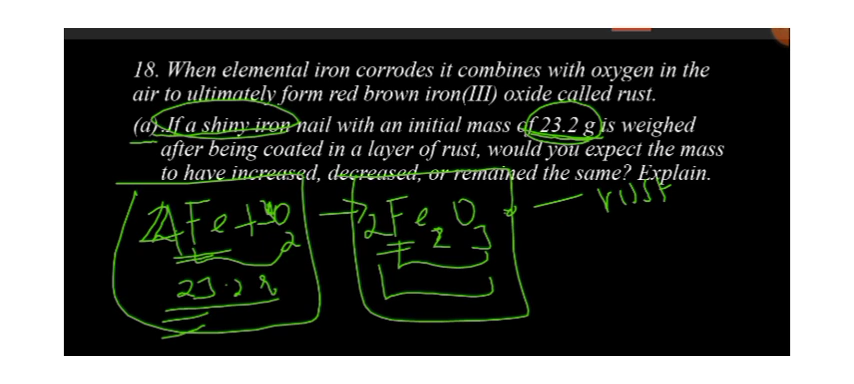 18. When elemental iron corrodes it combines with oxygen in the
air to ultimately form red brown iron(III) oxide called rust.
(a) If a shiny iron nail with an initial mass of 23.2 g is weighed
after being coated in a layer of rust, would you expect the mass
to have increased, decreased, or remained the same? Explain.
4Fe + 3O2 → 2Fe2O3 — rust
23.2 g